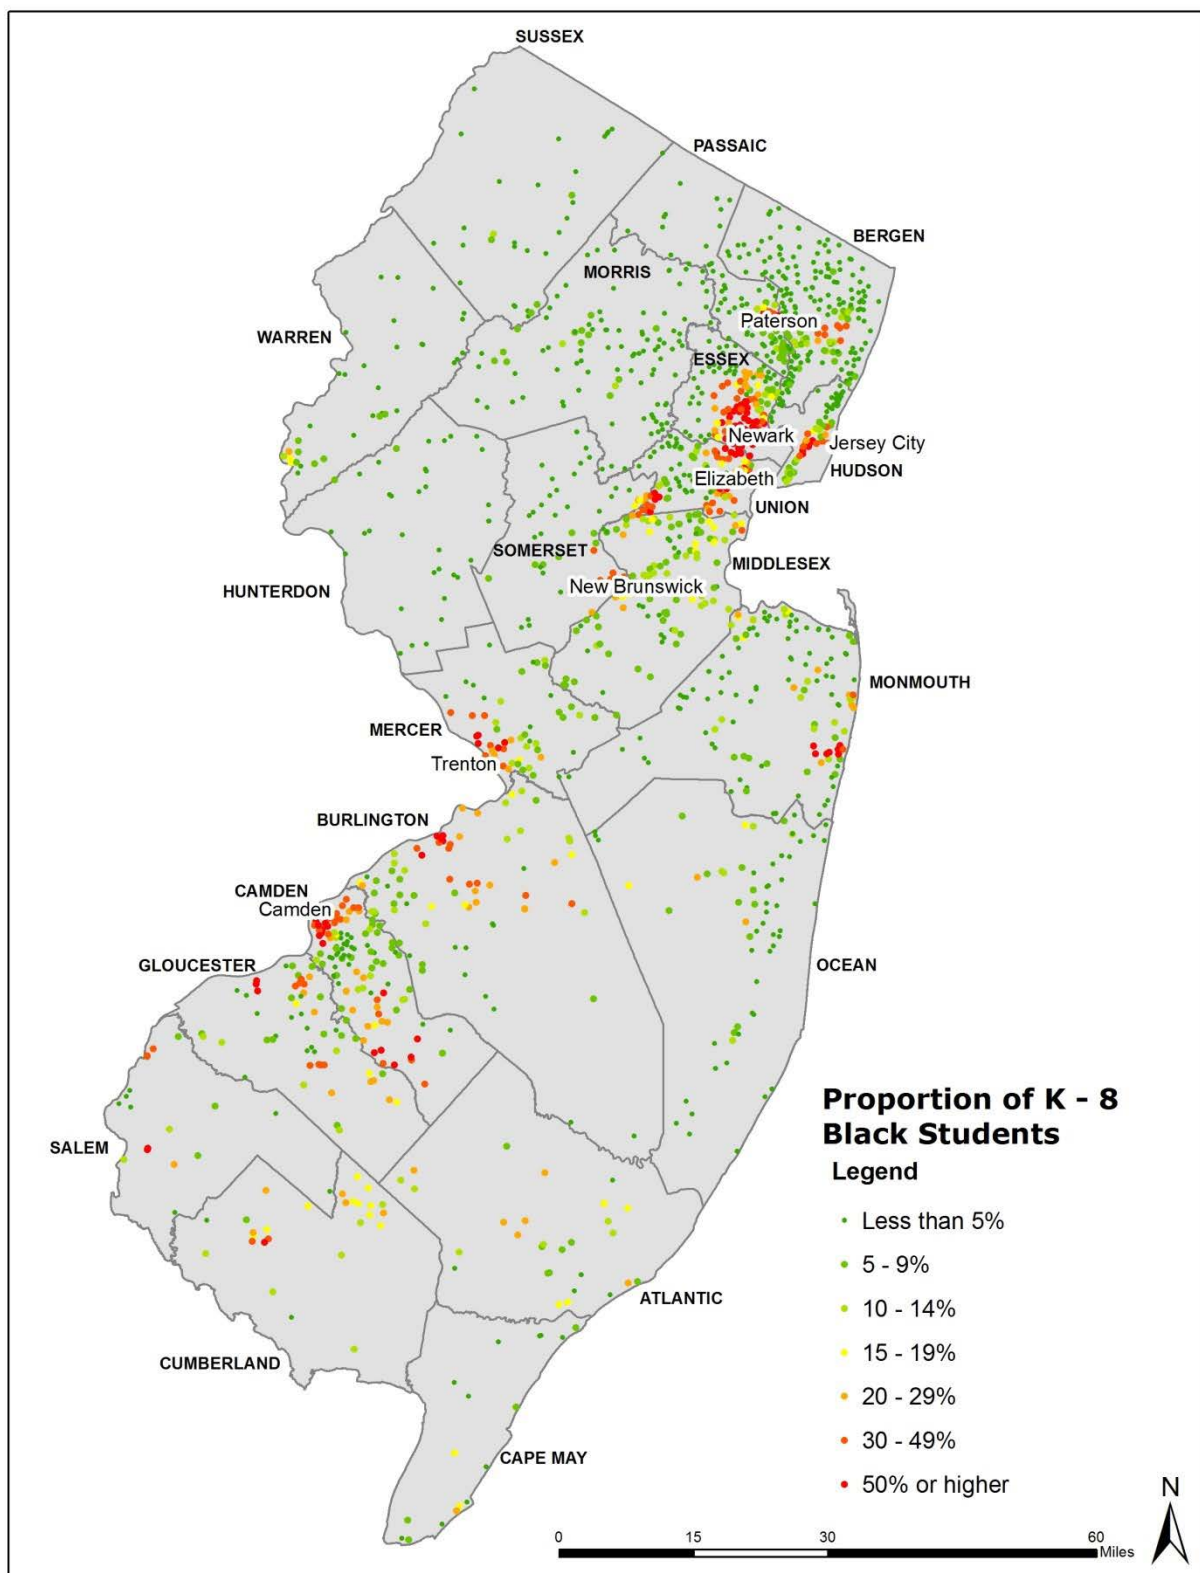 SUSSEX
PASSAIC
BERGEN
MORRIS
Paterson
WARREN
ESSEX
Newark
Jersey City
HUDSON
Elizabeth
UNION
SOMERSET
MIDDLESEX
New Brunswick
HUNTERDON
MONMOUTH
MERCER
Trenton
BURLINGTON
CAMDEN
Camden
GLOUCESTER
OCEAN
SALEM
ATLANTIC
CUMBERLAND
CAPE MAY
Proportion of K - 8
Black Students
Legend
Less than 5%
5 - 9%
10 - 14%
15 - 19%
20 - 29%
30 - 49%
50% or higher
N
0 15 30 60
Miles